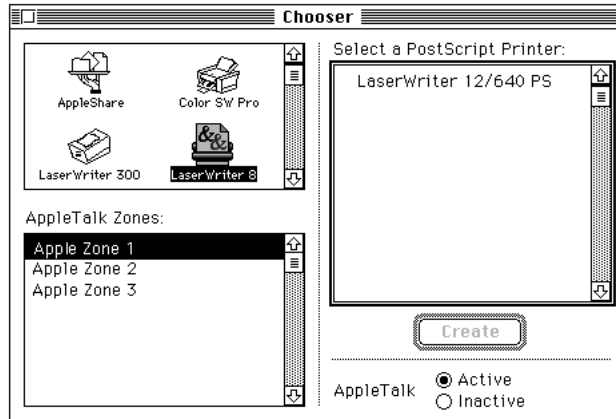 Chooser
AppleShare
Color SW Pro
LaserWriter 300
LaserWriter 8
AppleTalk Zones:
Apple Zone 1
Apple Zone 2
Apple Zone 3
Select a PostScript Printer:
LaserWriter 12/640 PS
Create
AppleTalk
Active
Inactive